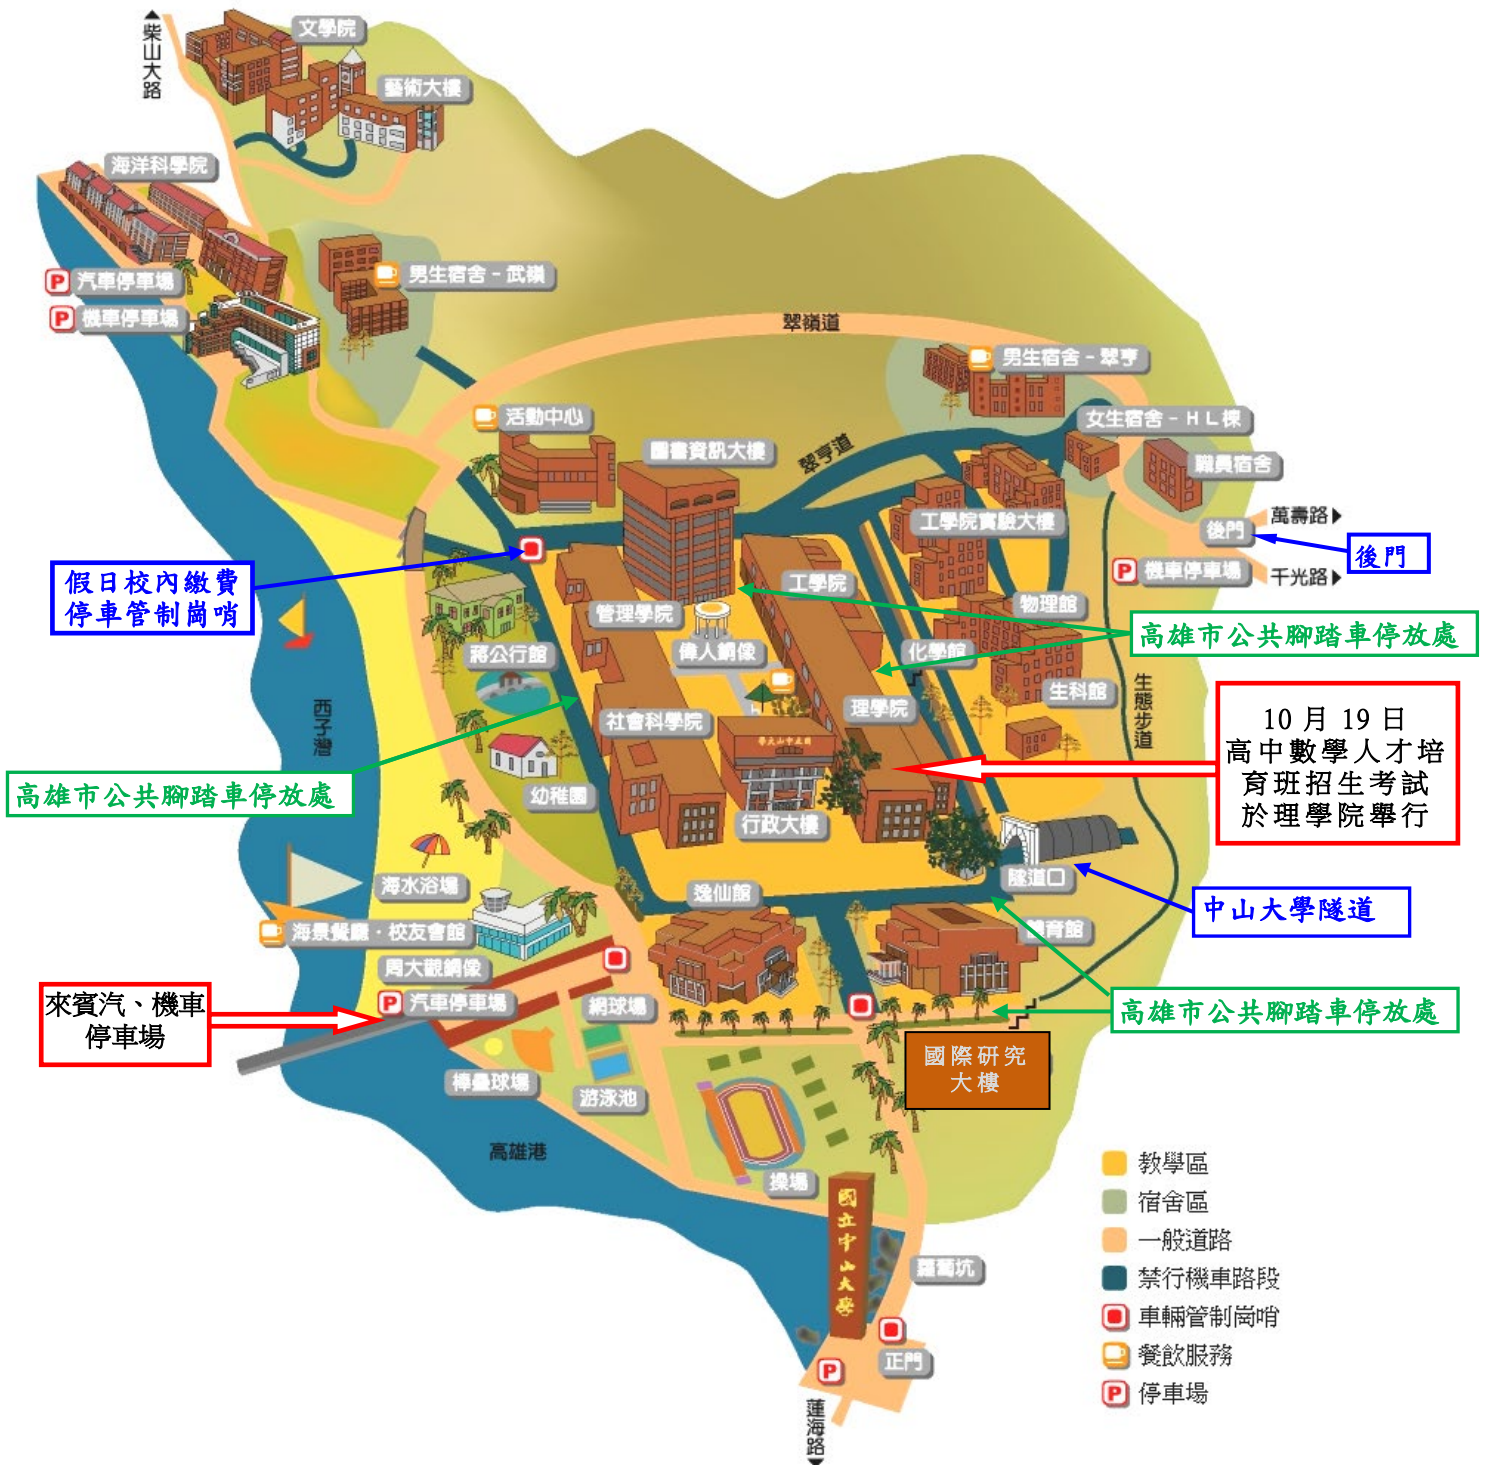 柴山大路
文學院
藝術大樓
海洋科學院
P 汽車停車場
P 機車停車場
男生宿舍－武嶺
翠嶺道
男生宿舍－翠亨
活動中心
女生宿舍－HL棟
圖書資訊大樓
翠亨道
職員宿舍
工學院實驗大樓
萬壽路
後門
後門
假日校內繳費
停車管制崗哨
P 機車停車場
千光路
工學院
管理學院
物理館
高雄市公共腳踏車停放處
蔣公行館
偉人銅像
化學館
生科館
生態步道
西子灣
社會科學院
理學院
國立中山大學
10 月 19 日
高中數學人才培
育班招生考試
於理學院舉行
高雄市公共腳踏車停放處
幼稚園
行政大樓
海水浴場
逸仙館
隧道口
中山大學隧道
海景餐廳・校友會館
體育館
周大觀銅像
來賓汽、機車
停車場
P 汽車停車場
網球場
高雄市公共腳踏車停放處
國際研究
大樓
棒壘球場
游泳池
高雄港
操場
國立中山大學
蘿蔔坑
正門
P
蓮海路
教學區
宿舍區
一般道路
禁行機車路段
車輛管制崗哨
餐飲服務
P 停車場